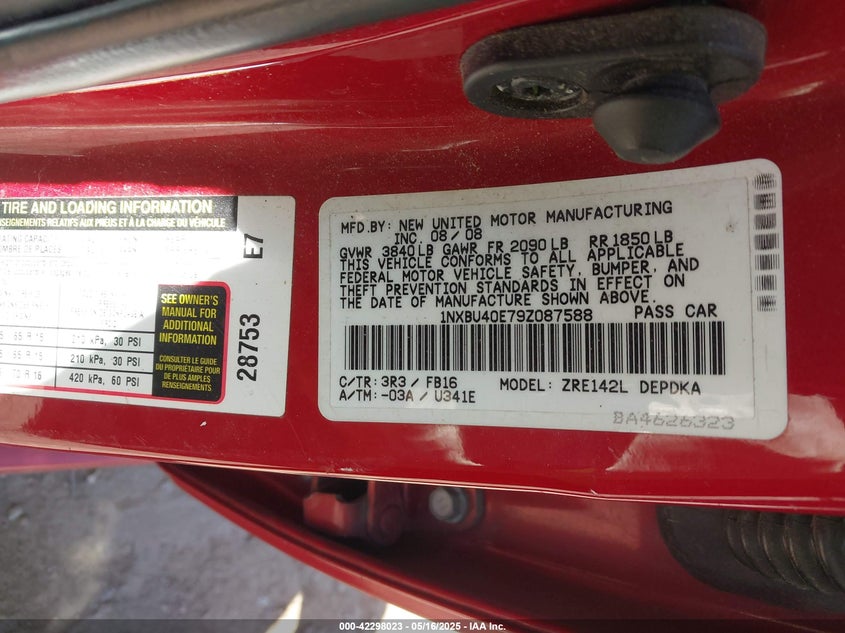 TIRE AND LOADING INFORMATION
RENSEIGNEMENTS RELATIFS AUX PNEUS ET À LA CHARGE DU VÉHICULE
E7
28753
SEE OWNER'S
MANUAL FOR
ADDITIONAL
INFORMATION
CONSULTER LE GUIDE
DE PLUS AMPLES
RENSEIGNEMENTS
210 kPa, 30 PSI
210 kPa, 30 PSI
420 kPa, 60 PSI
MFD.BY: NEW UNITED MOTOR MANUFACTURING
INC. 08/08
GVWR 3840LB GAWR FR 2090LB RR 1850LB
THIS VEHICLE CONFORMS TO ALL APPLICABLE
FEDERAL MOTOR VEHICLE SAFETY, BUMPER, AND
THEFT PREVENTION STANDARDS IN EFFECT ON
THE DATE OF MANUFACTURE SHOWN ABOVE.
1NXBU40E79Z087588 PASS CAR
C/TR: 3R3 / FB16 MODEL: ZRE142L DEPDKA
A/TM: -03A / U341E
BA4626323
000-42298023 - 05/16/2025 - IAA Inc.